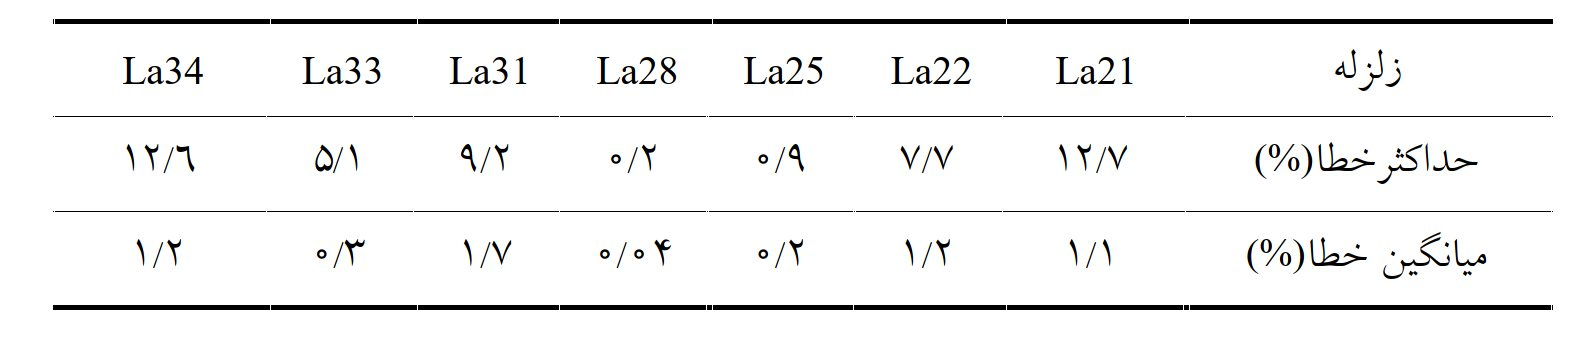 زلزله La21 La22 La25 La28 La31 La33 La34
حداکثرخطا(%) ۱۲/۷ ۷/۷ ۰/۹ ۰/۲ ۹/۲ ۵/۱ ۱۲/٦
میانگین خطا(%) ۱/۱ ۱/۲ ۰/۲ ۰/۰۴ ۱/۷ ۰/۳ ۱/۲